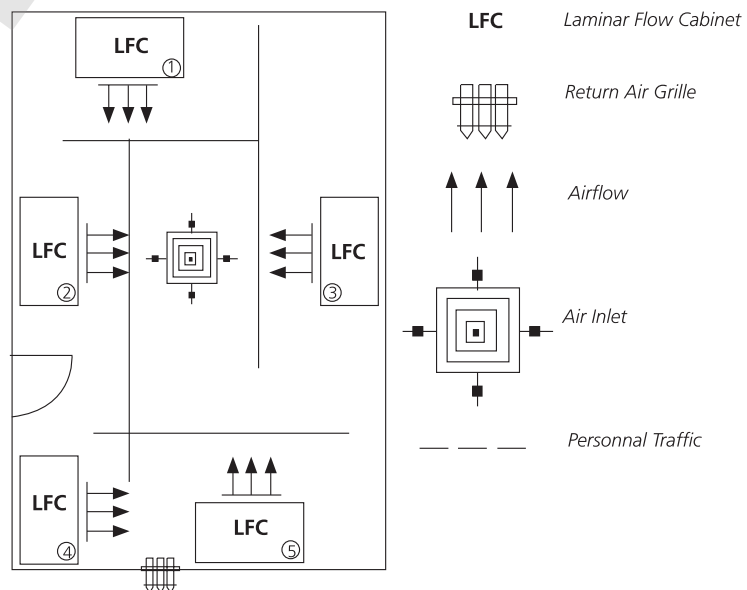 LFC
1
LFC
2
LFC
3
LFC
4
LFC
5
LFC Laminar Flow Cabinet
Return Air Grille
Airflow
Air Inlet
Personnal Traffic